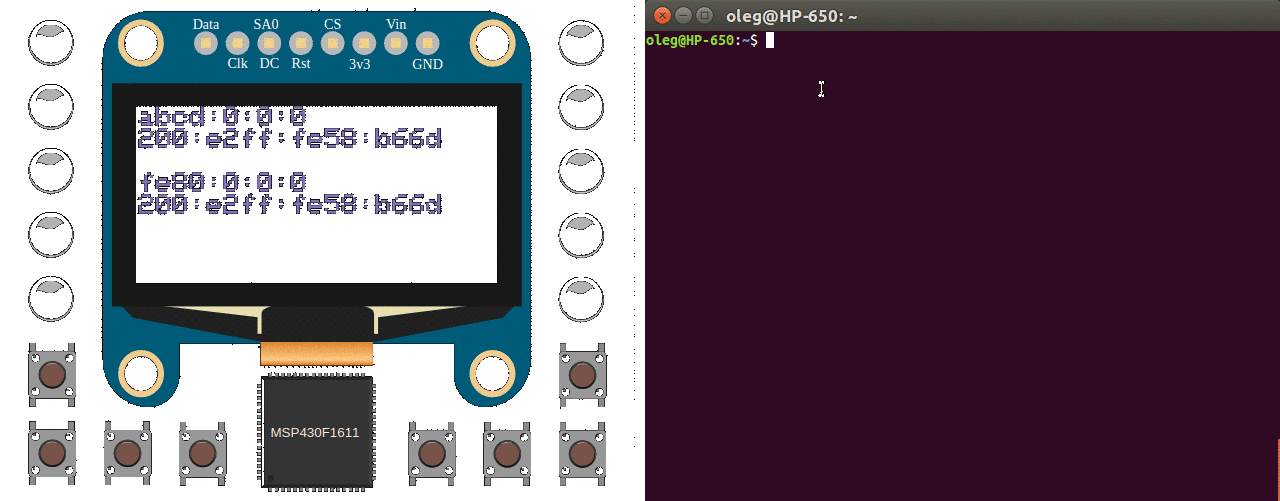 Data SA0 CS Vin
Clk DC Rst 3v3 GND
abcd:0:0:0
200:e2ff:fe58:b66d
fe80:0:0:0
200:e2ff:fe58:b66d
MSP430F1611
oleg@HP-650: ~
oleg@HP-650:~$